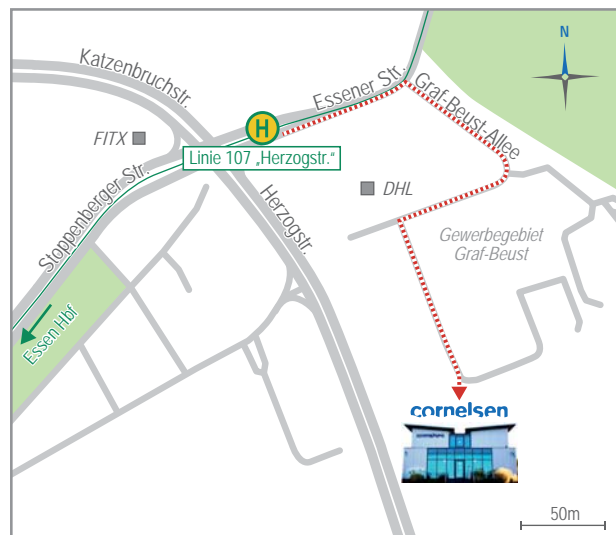 Katzenbruchstr.
Essener Str.
Graf-Beust-Allee
N
FITX
H
Linie 107 „Herzogstr.“
Stoppenberger Str.
Herzogstr.
DHL
Gewerbegebiet
Graf-Beust
Essen Hbf
cornelsen
cornelsen
50m